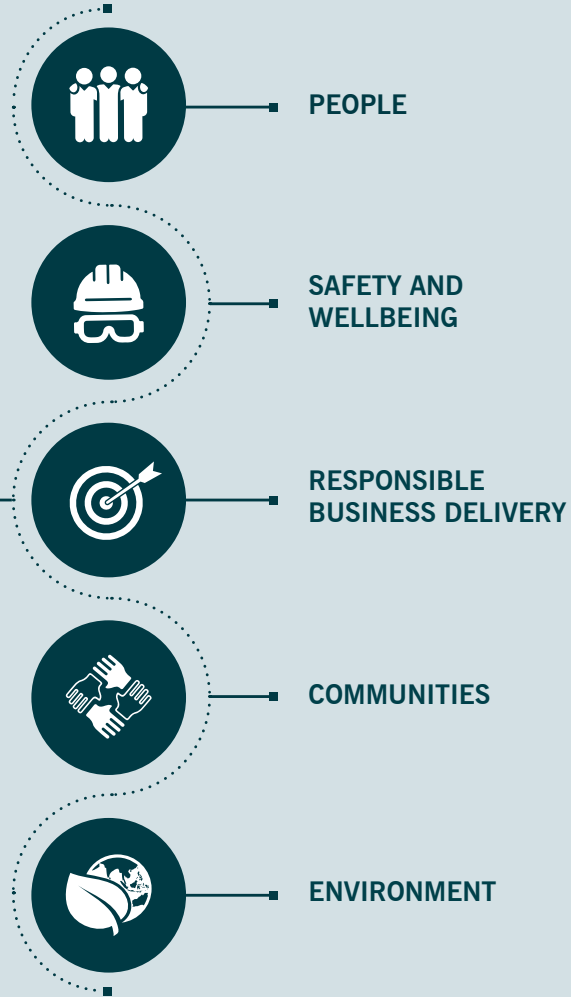 PEOPLE
SAFETY AND
WELLBEING
RESPONSIBLE
BUSINESS DELIVERY
COMMUNITIES
ENVIRONMENT